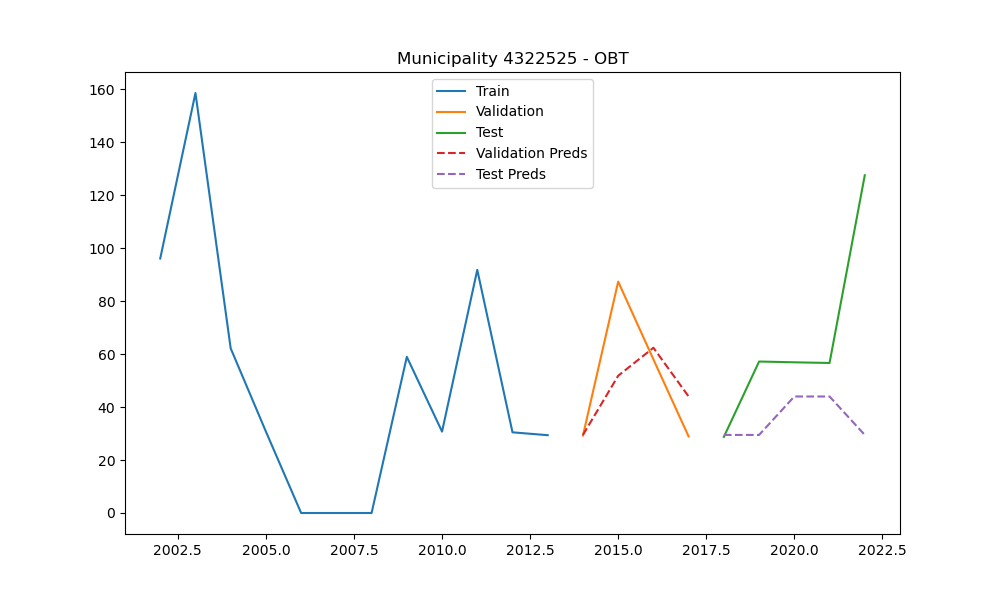 Municipality 4322525 - OBT
Train
Validation
Test
Validation Preds
Test Preds
160
140
120
100
80
60
40
20
0
2002.5 2005.0 2007.5 2010.0 2012.5 2015.0 2017.5 2020.0 2022.5